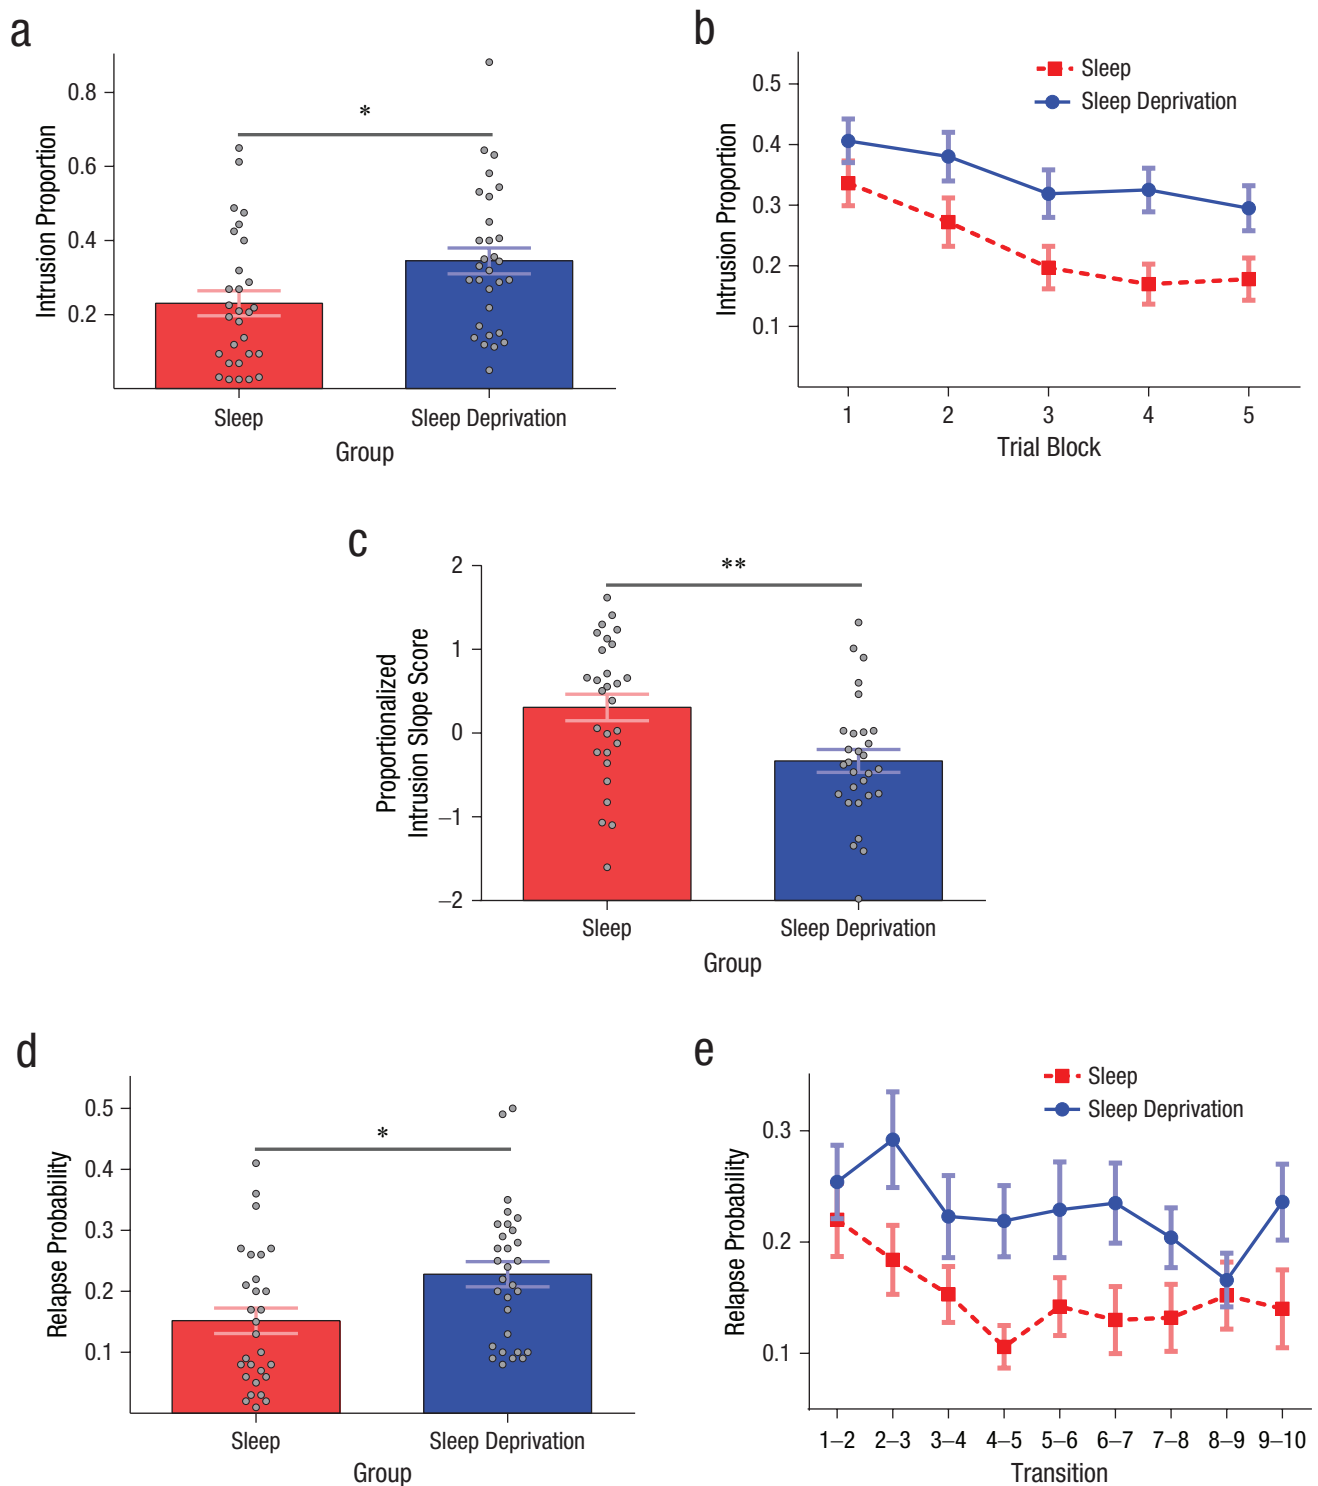 a
Intrusion Proportion
0.8
0.6
0.4
0.2
*
Sleep
Sleep Deprivation
Group
b
Intrusion Proportion
0.5
0.4
0.3
0.2
0.1
Sleep
Sleep Deprivation
1 2 3 4 5
Trial Block
c
Proportionalized
Intrusion Slope Score
2
1
0
−1
−2
**
Sleep
Sleep Deprivation
Group
d
Relapse Probability
0.5
0.4
0.3
0.2
0.1
*
Sleep
Sleep Deprivation
Group
e
Relapse Probability
0.3
0.2
0.1
Sleep
Sleep Deprivation
1–2 2–3 3–4 4–5 5–6 6–7 7–8 8–9 9–10
Transition